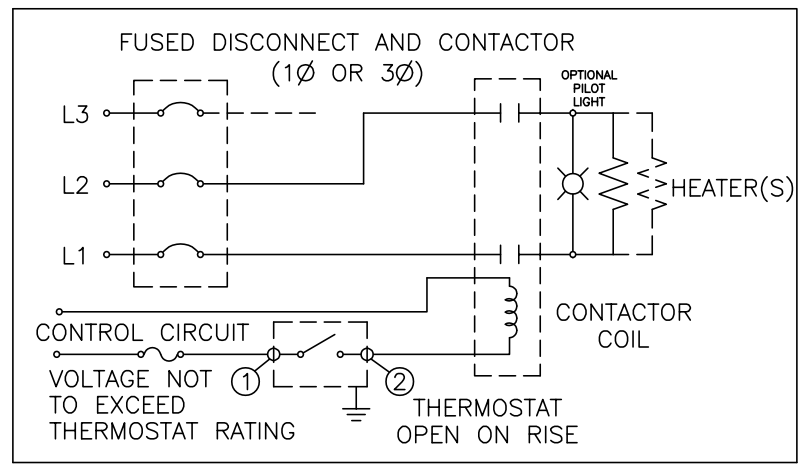 FUSED DISCONNECT AND CONTACTOR
(1Ø OR 3Ø)
OPTIONAL
PILOT
LIGHT
L3
L2
HEATER(S)
L1
CONTACTOR
COIL
CONTROL CIRCUIT
VOLTAGE NOT
TO EXCEED
THERMOSTAT RATING
1
2
THERMOSTAT
OPEN ON RISE